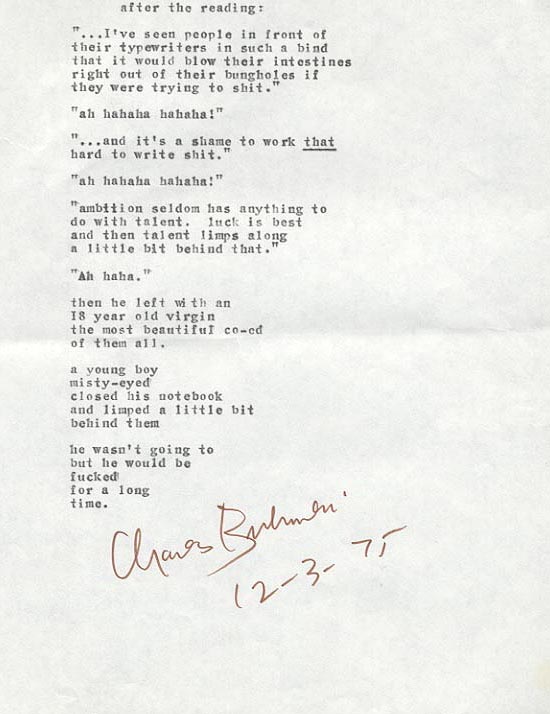 after the reading:
"...I've seen people in front of
their typewriters in such a bind
that it would blow their intestines
right out of their bungholes if
they were trying to shit."
"ah hahaha hahaha!"
"...and it's a shame to work that
hard to write shit."
"ah hahaha hahaha!"
"ambition seldom has anything to
do with talent. luck is best
and then talent limps along
a little bit behind that."
"Ah haha."
then he left with an
I8 year old virgin
the most beautiful co-ed
of them all.
a young boy
misty-eyed
closed his notebook
and limped a little bit
behind them
he wasn't going to
but he would be
fucked
for a long
time.
Charles Bukowski
12-3-75